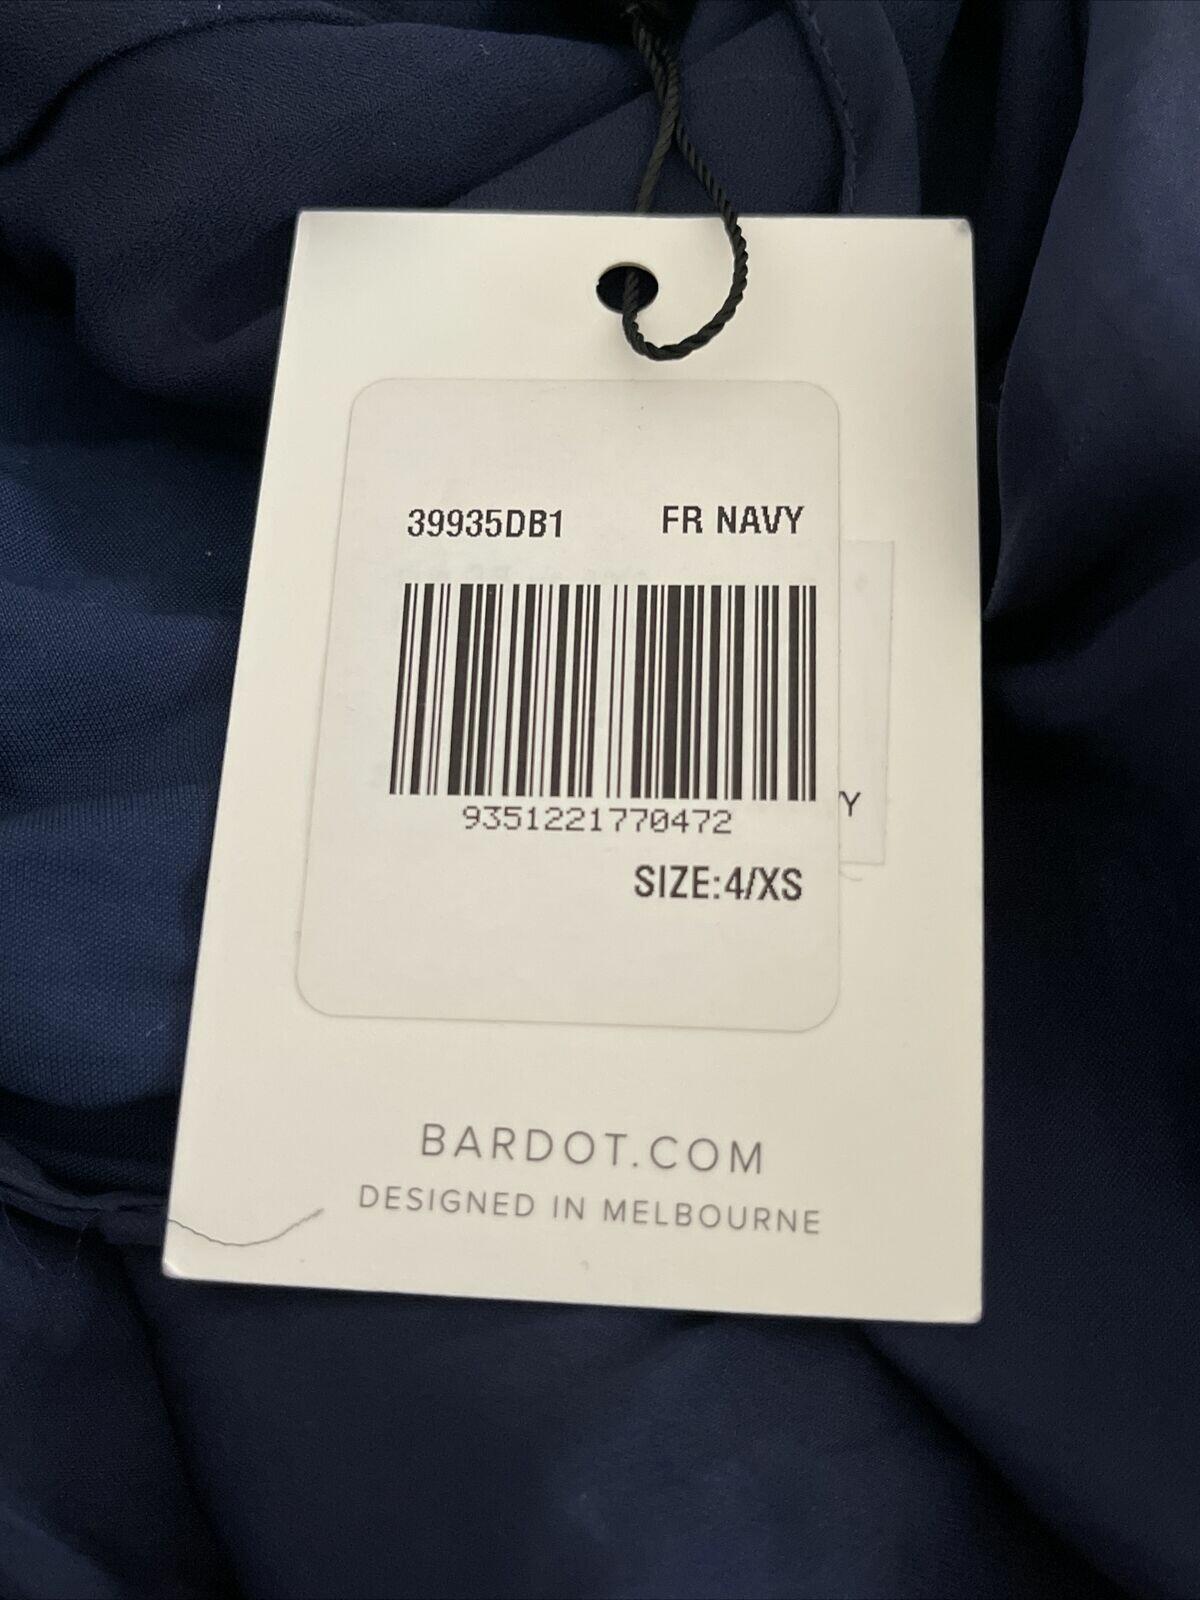 39935DB1 FR NAVY
9351221770472
Y
SIZE:4/XS
BARDOT.COM
DESIGNED IN MELBOURNE